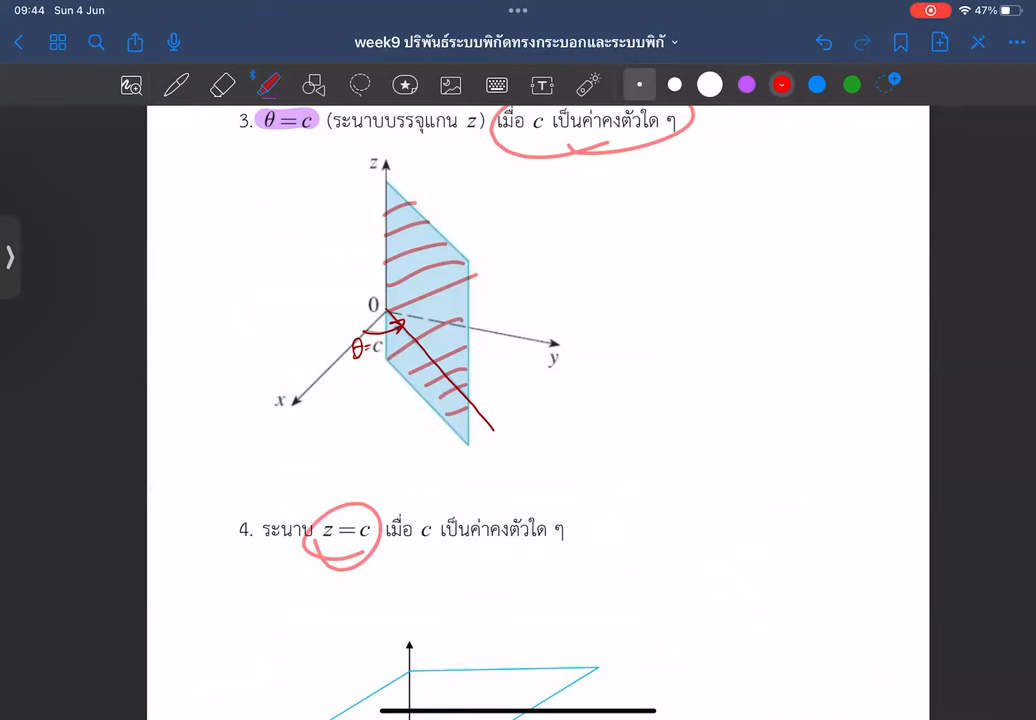 09:44 Sun 4 Jun
47%
week9 ปริพันธ์ระบบพิกัดทรงกระบอกและระบบพิกั
3. θ = c (ระนาบบรรจุแกน z) เมื่อ c เป็นค่าคงตัวใด ๆ
z
0
θ=c
y
x
4. ระนาบ z = c เมื่อ c เป็นค่าคงตัวใด ๆ